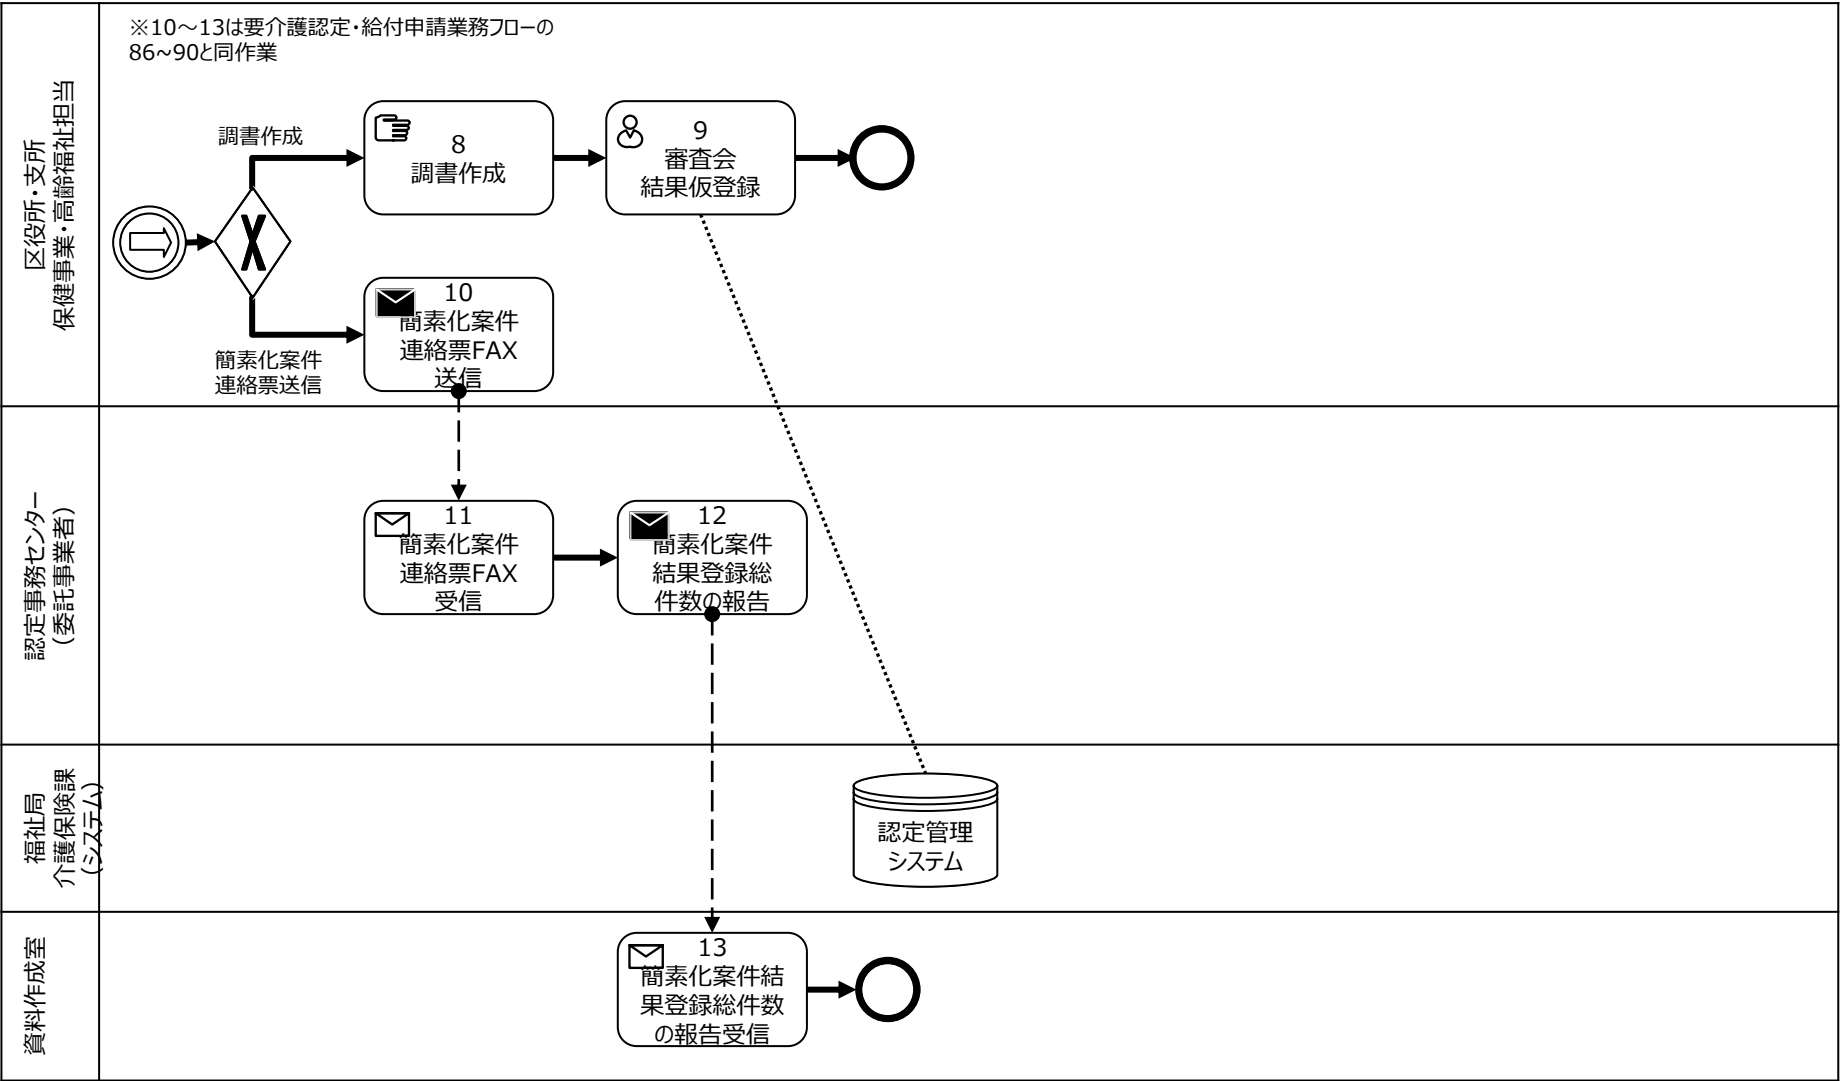 ※10～13は要介護認定・給付申請業務フローの
86~90と同作業
区役所・支所
保健事業・高齢福祉担当
調書作成
8
調書作成
9
審査会
結果仮登録
X
簡素化案件
連絡票送信
10
簡素化案件
連絡票FAX
送信
認定事務センター
（委託事業者）
11
簡素化案件
連絡票FAX
受信
12
簡素化案件
結果登録総
件数の報告
福祉局
介護保険課
(システム)
認定管理
システム
資料作成室
13
簡素化案件結
果登録総件数
の報告受信